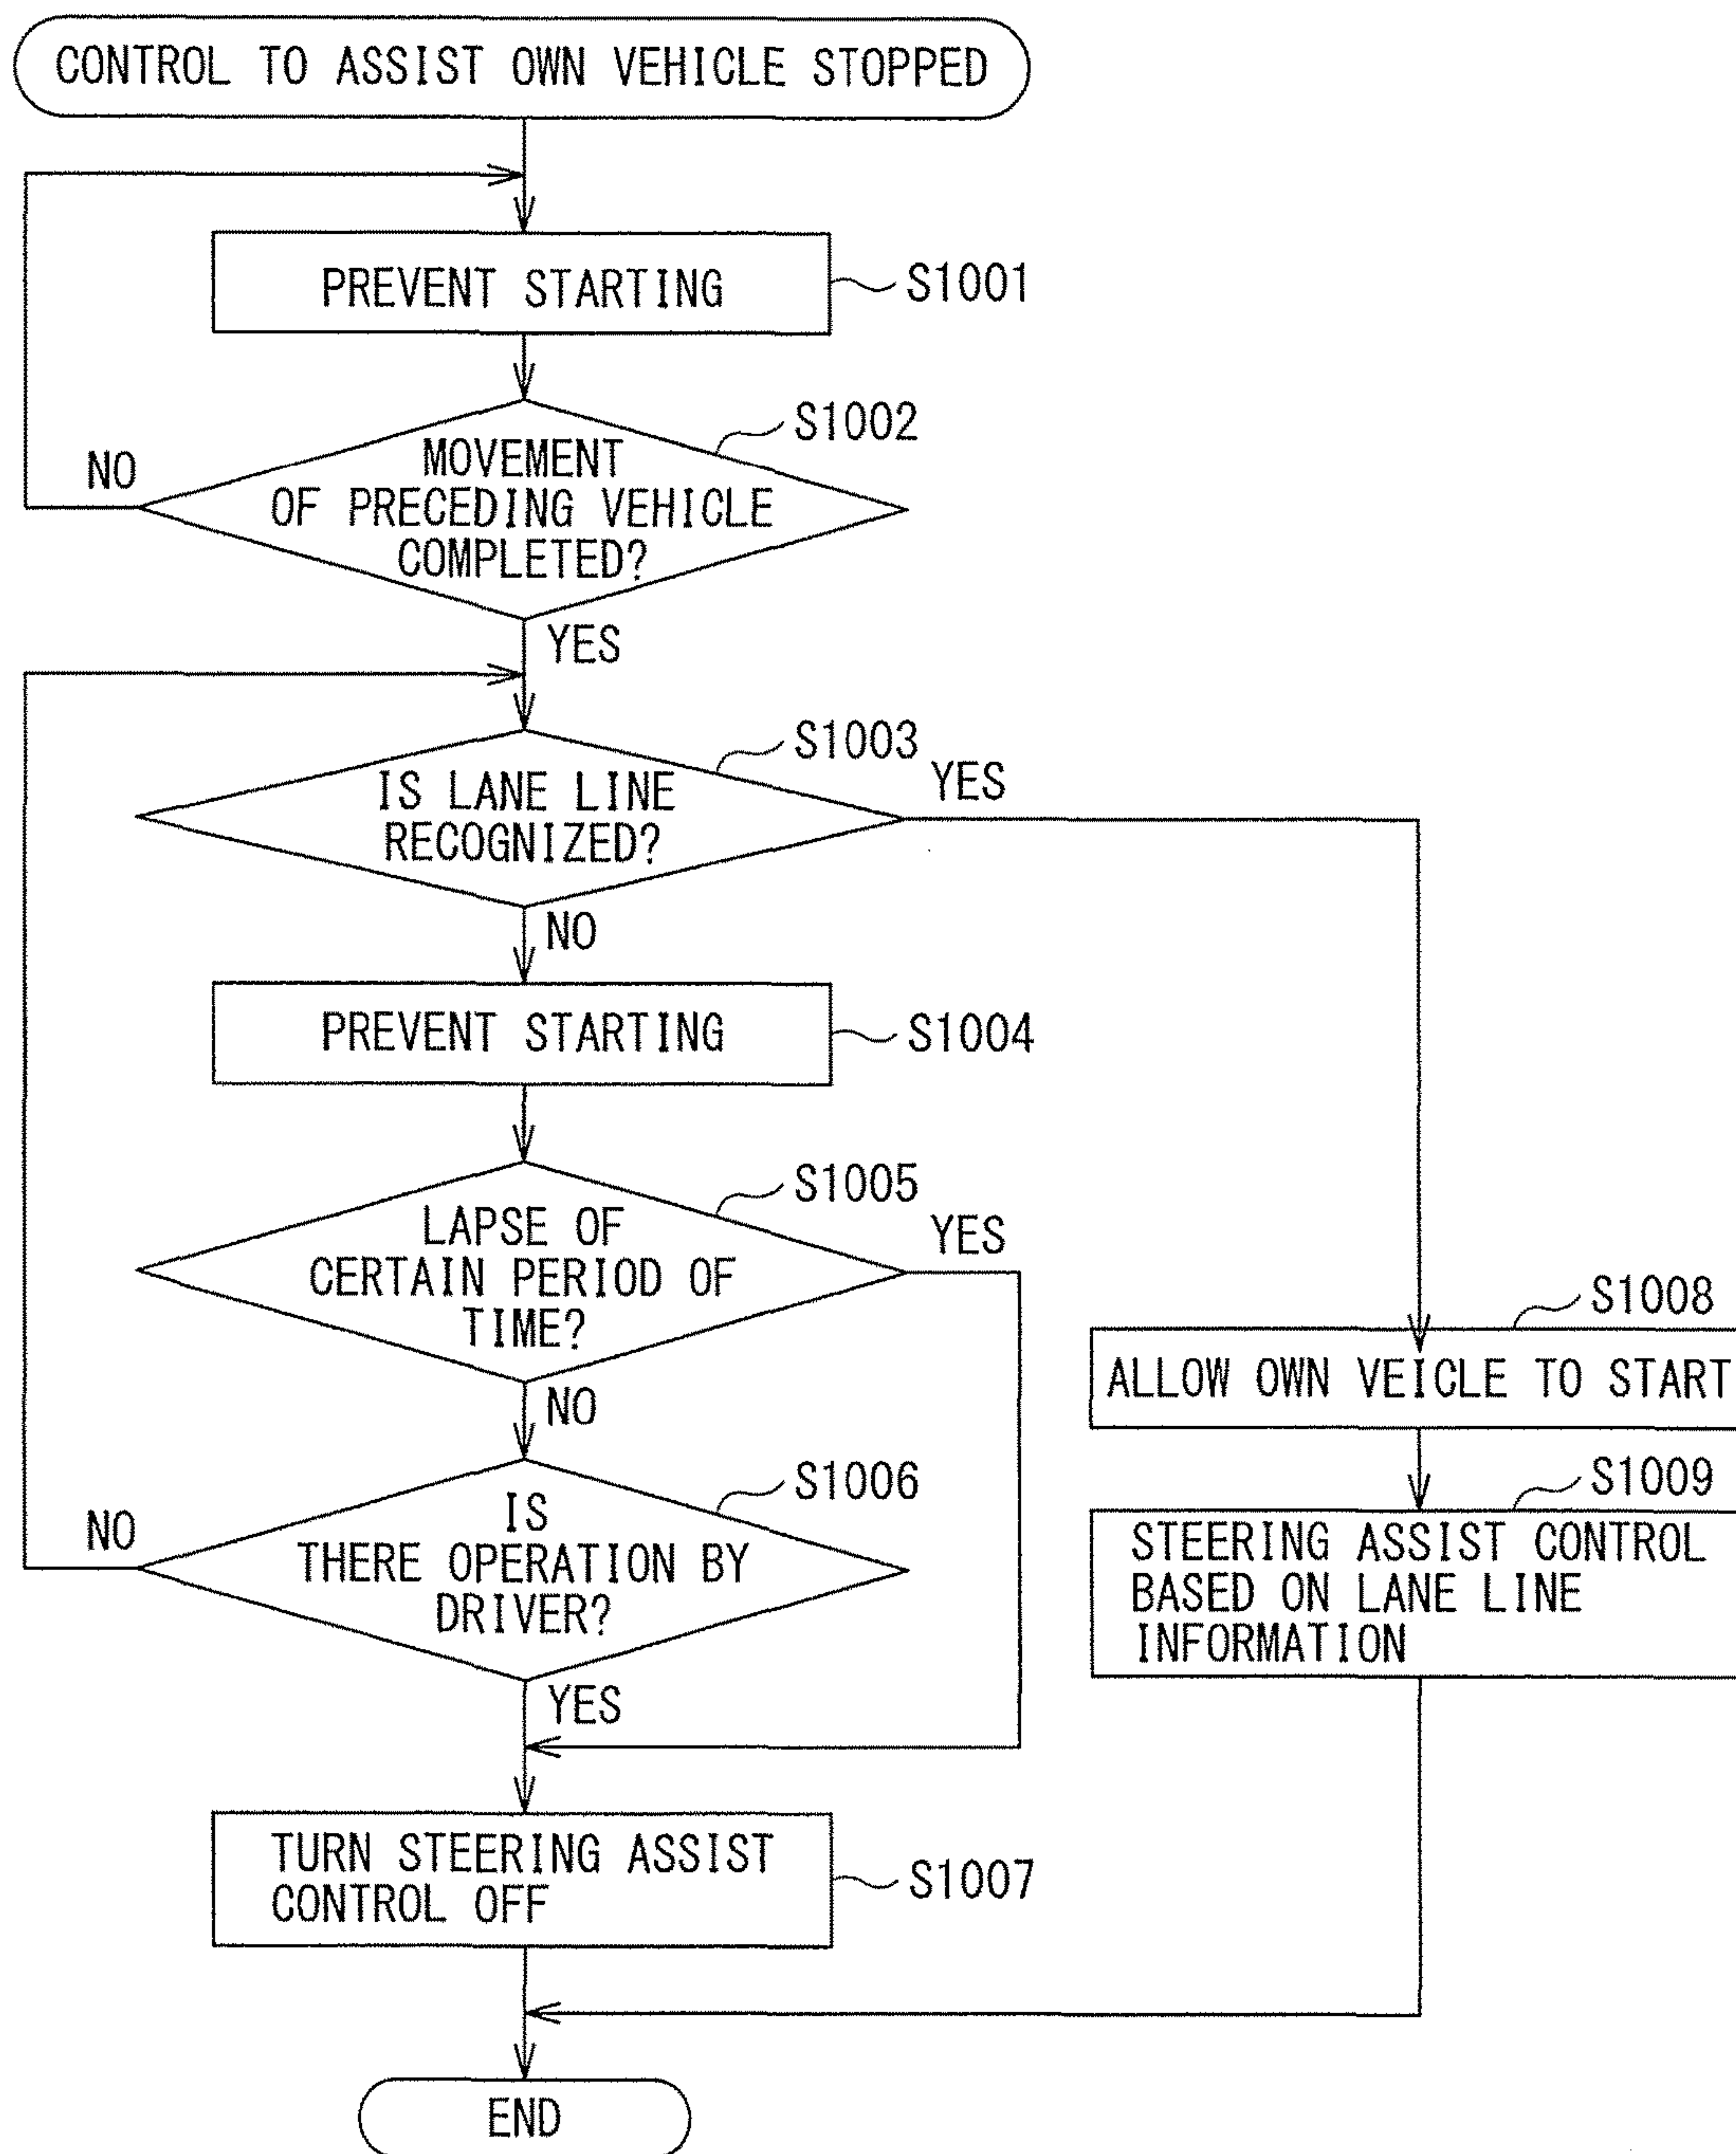 CONTROL TO ASSIST OWN VEHICLE STOPPED
PREVENT STARTING
S1001
S1002
MOVEMENT
OF PRECEDING VEHICLE
COMPLETED?
NO
YES
S1003
IS LANE LINE
RECOGNIZED?
YES
NO
PREVENT STARTING
S1004
S1005
LAPSE OF
CERTAIN PERIOD OF
TIME?
YES
NO
S1006
IS
THERE OPERATION BY
DRIVER?
NO
YES
TURN STEERING ASSIST
CONTROL OFF
S1007
S1008
ALLOW OWN VEICLE TO START
S1009
STEERING ASSIST CONTROL
BASED ON LANE LINE
INFORMATION
END